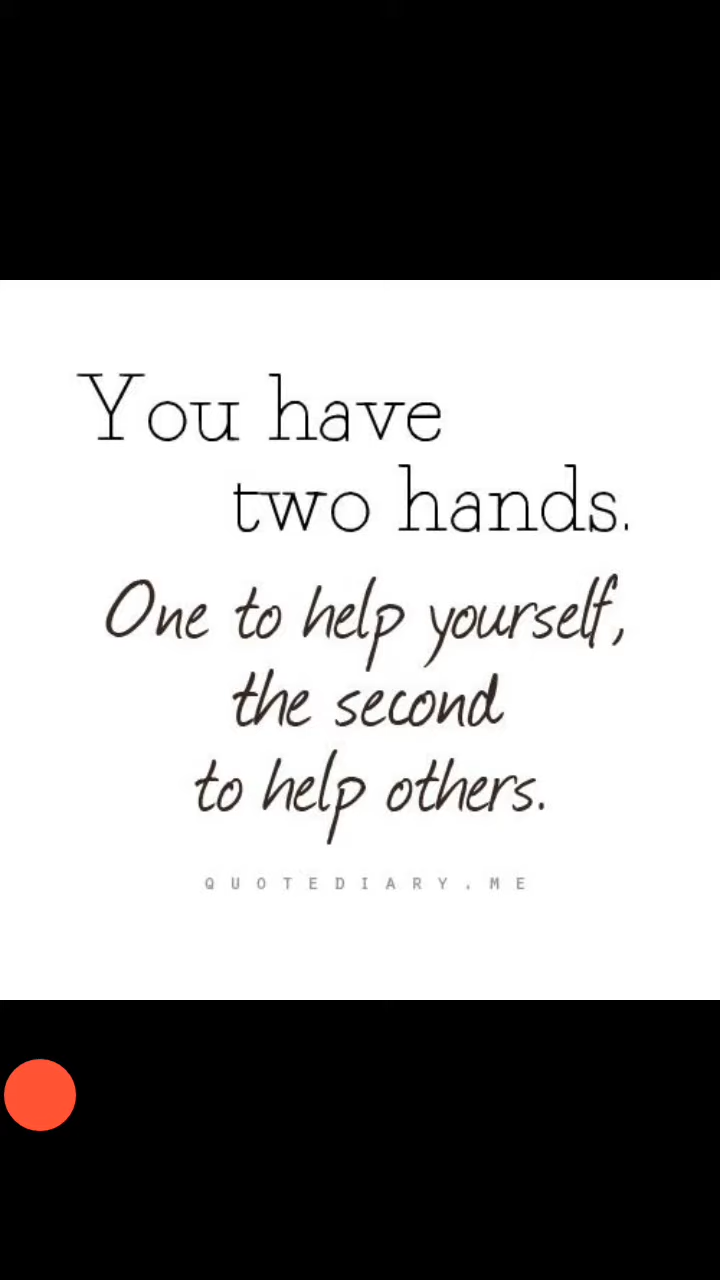 You have
two hands.
One to help yourself,
the second
to help others.
QUOTEDIARY.ME